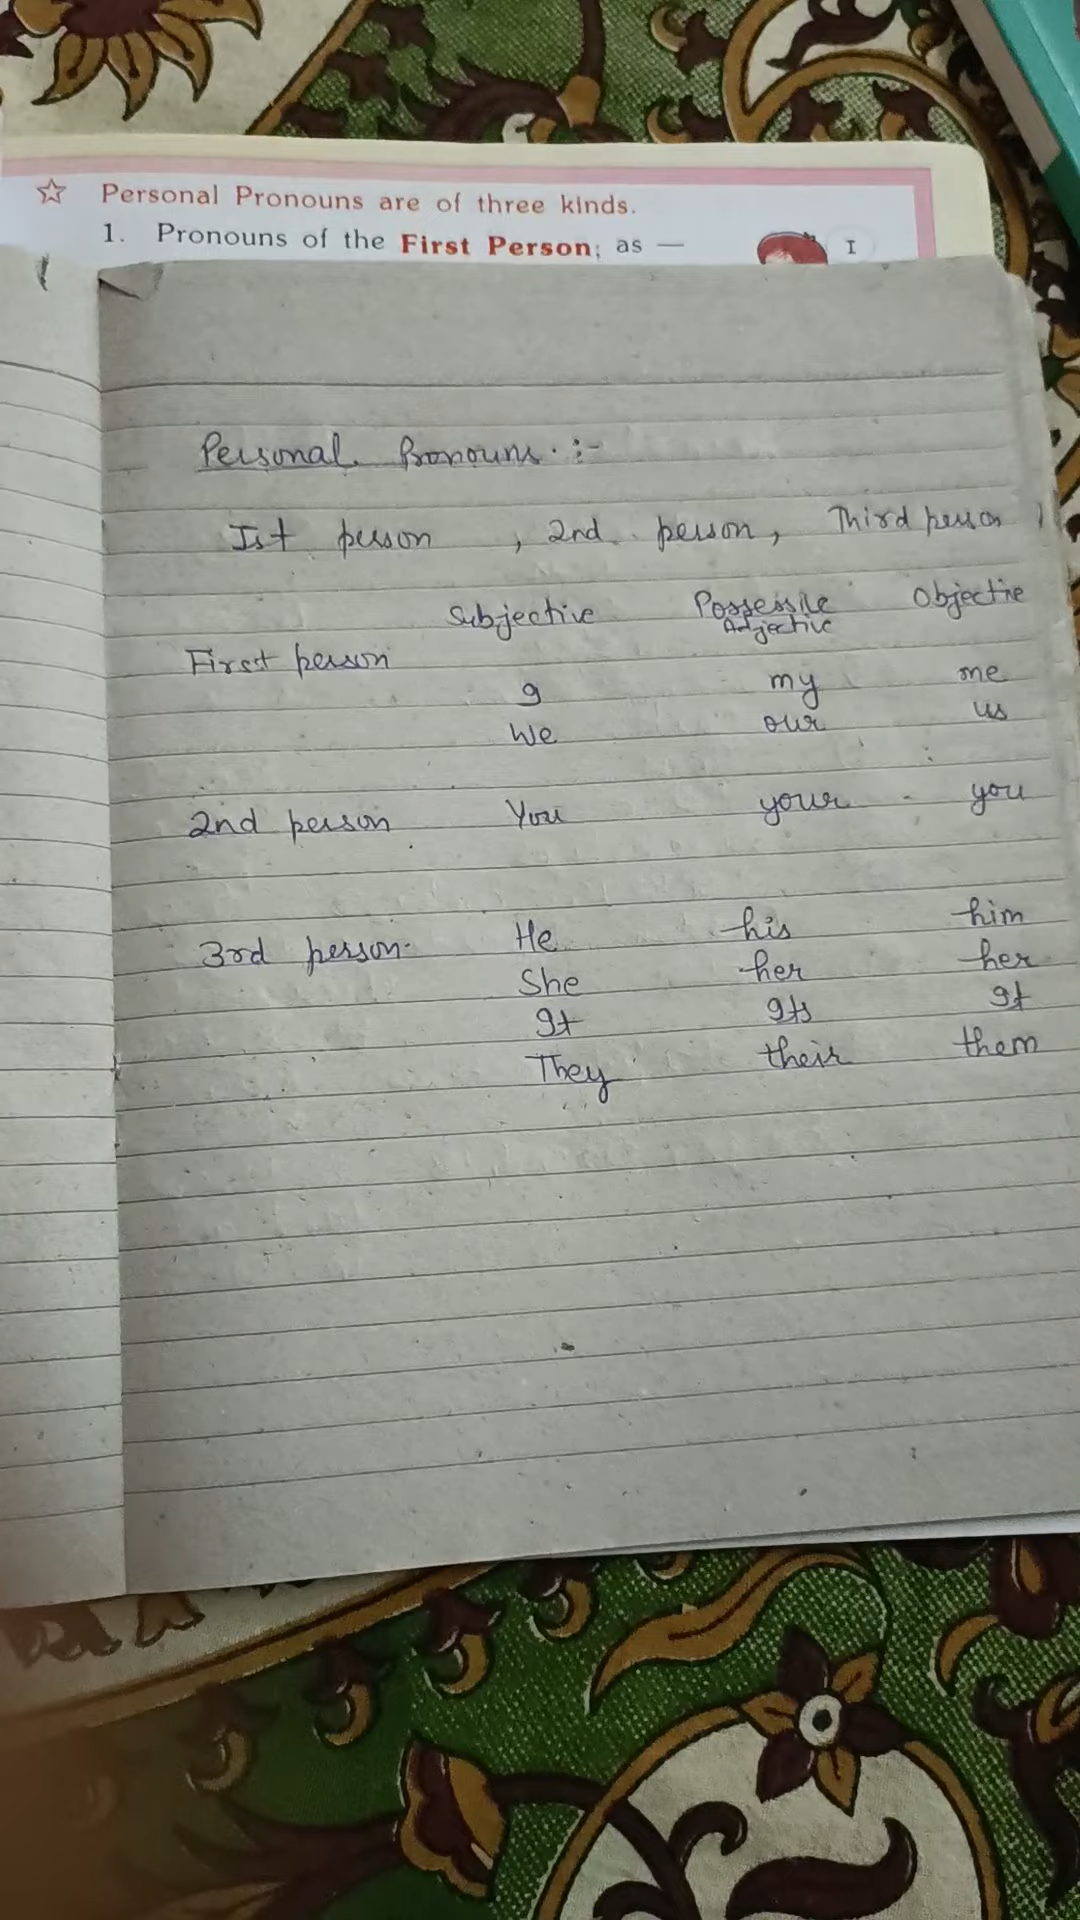 ☆ Personal Pronouns are of three kinds.
1. Pronouns of the First Person; as —
I
Personal Pronouns :-
Ist person , 2nd person, Third person
Subjective Possessive Adjective Objective
First person
I my me
We our us
2nd person You your you
3rd person He his him
She her her
It Its It
They their them